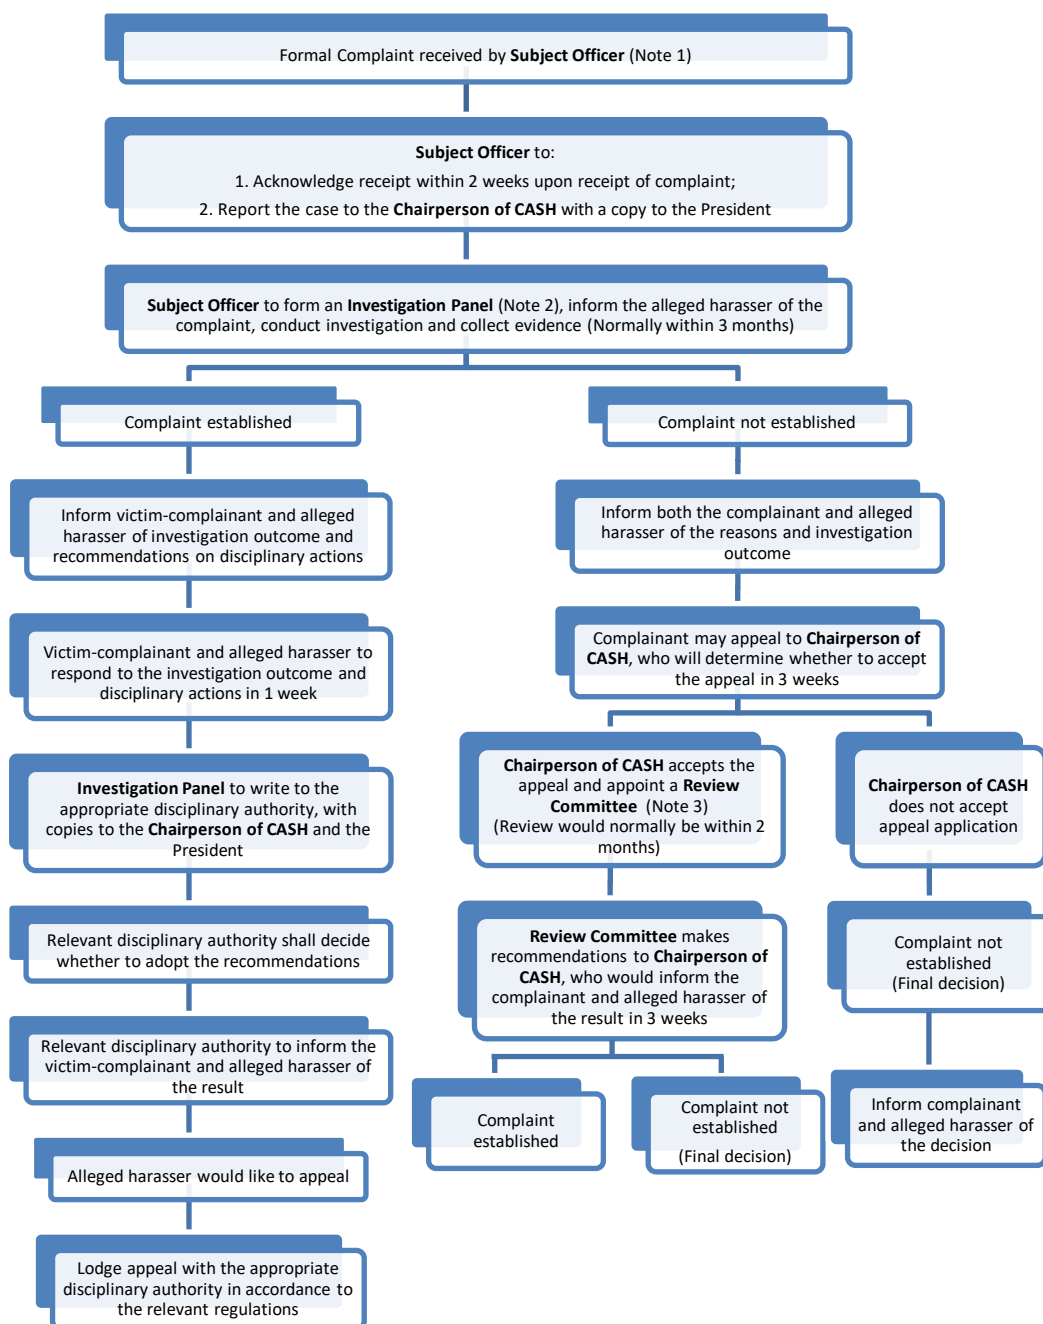 Formal Complaint received by Subject Officer (Note 1)
Subject Officer to:
1. Acknowledge receipt within 2 weeks upon receipt of complaint;
2. Report the case to the Chairperson of CASH with a copy to the President
Subject Officer to form an Investigation Panel (Note 2), inform the alleged harasser of the
complaint, conduct investigation and collect evidence (Normally within 3 months)
Complaint established
Inform victim-complainant and alleged
harasser of investigation outcome and
recommendations on disciplinary actions
Victim-complainant and alleged harasser to
respond to the investigation outcome and
disciplinary actions in 1 week
Investigation Panel to write to the
appropriate disciplinary authority, with
copies to the Chairperson of CASH and the
President
Relevant disciplinary authority shall decide
whether to adopt the recommendations
Relevant disciplinary authority to inform the
victim-complainant and alleged harasser of
the result
Alleged harasser would like to appeal
Lodge appeal with the appropriate
disciplinary authority in accordance to
the relevant regulations
Complaint not established
Inform both the complainant and alleged
harasser of the reasons and investigation
outcome
Complainant may appeal to Chairperson of
CASH, who will determine whether to accept
the appeal in 3 weeks
Chairperson of CASH accepts the
appeal and appoint a Review
Committee (Note 3)
(Review would normally be within 2
months)
Review Committee makes
recommendations to Chairperson of
CASH, who would inform the
complainant and alleged harasser of
the result in 3 weeks
Complaint
established
Complaint not
established
(Final decision)
Chairperson of CASH
does not accept
appeal application
Complaint not
established
(Final decision)
Inform complainant
and alleged harasser of
the decision